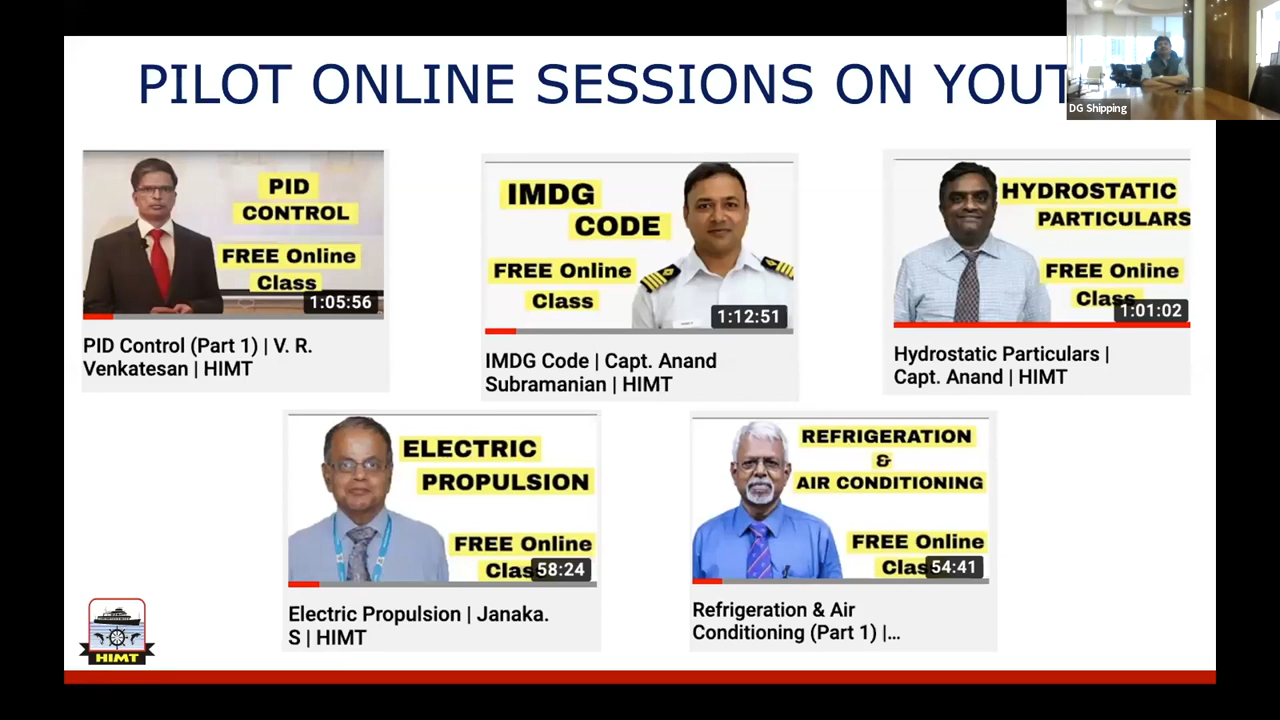 PILOT ONLINE SESSIONS ON YOUT
DG Shipping
PID
CONTROL
FREE Online
Class
1:05:56
PID Control (Part 1) | V. R.
Venkatesan | HIMT
IMDG
CODE
FREE Online
Class
1:12:51
IMDG Code | Capt. Anand
Subramanian | HIMT
HYDROSTATIC
PARTICULARS
FREE Online
Class
1:01:02
Hydrostatic Particulars |
Capt. Anand | HIMT
ELECTRIC
PROPULSION
FREE Online
Clas
58:24
Electric Propulsion | Janaka.
S | HIMT
REFRIGERATION
&
AIR CONDITIONING
FREE Online
Clas
54:41
Refrigeration & Air
Conditioning (Part 1) |...
HIMT